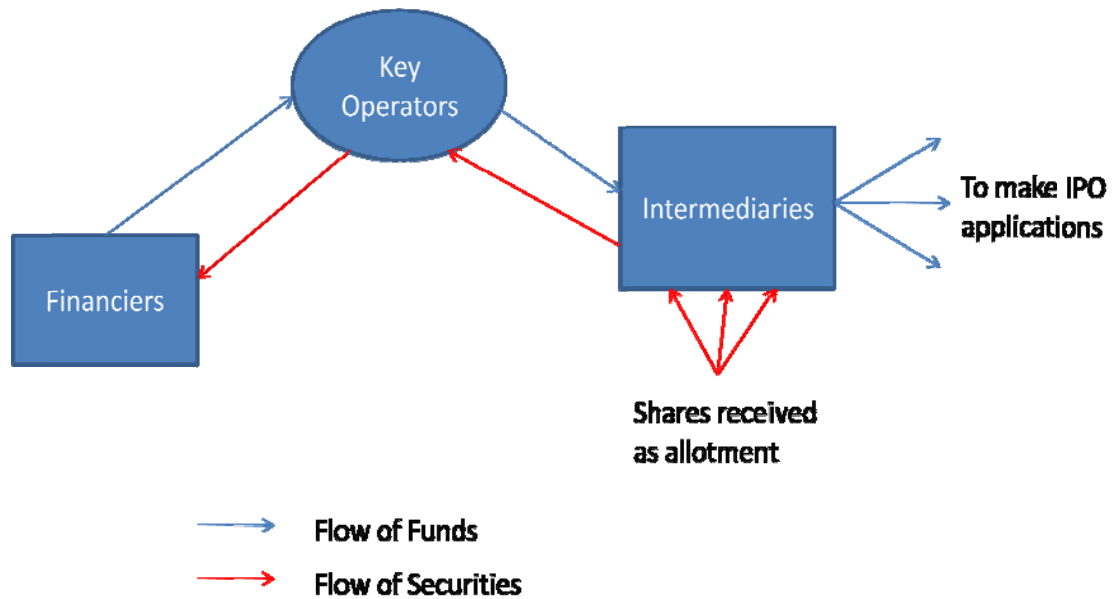 Key
Operators
Intermediaries
To make IPO
applications
Financiers
Shares received
as allotment
Flow of Funds
Flow of Securities